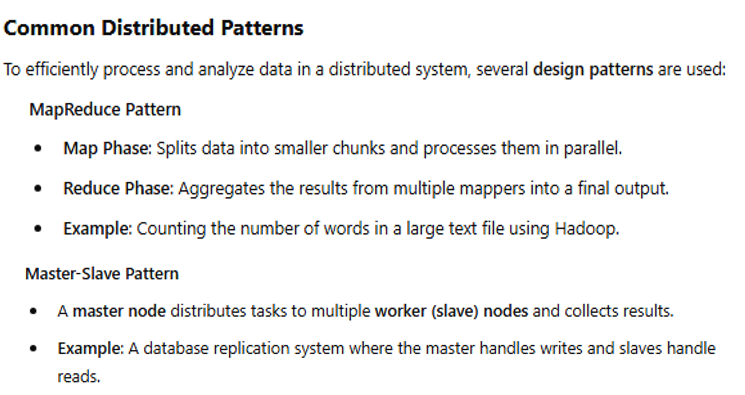 Common Distributed Patterns
To efficiently process and analyze data in a distributed system, several design patterns are used:
MapReduce Pattern
• Map Phase: Splits data into smaller chunks and processes them in parallel.
• Reduce Phase: Aggregates the results from multiple mappers into a final output.
• Example: Counting the number of words in a large text file using Hadoop.
Master-Slave Pattern
• A master node distributes tasks to multiple worker (slave) nodes and collects results.
• Example: A database replication system where the master handles writes and slaves handle
reads.